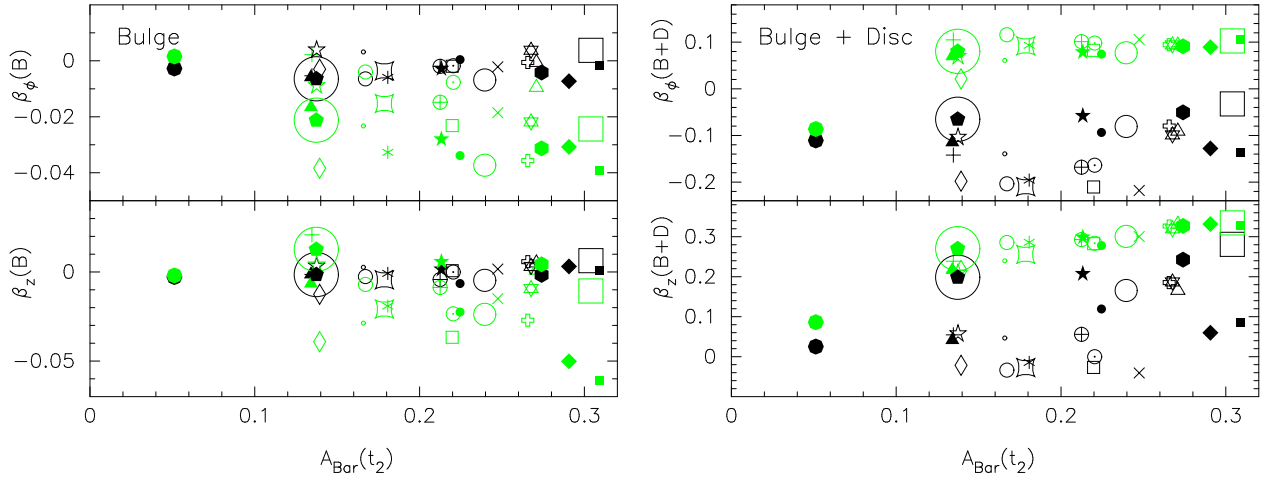 Bulge
β_φ(B)
0
−0.02
−0.04
β_z(B)
0
−0.05
0 0.1 0.2 0.3
A_Bar(t_2)
Bulge + Disc
β_φ(B+D)
0.1
0
−0.1
−0.2
β_z(B+D)
0.3
0.2
0.1
0
0 0.1 0.2 0.3
A_Bar(t_2)